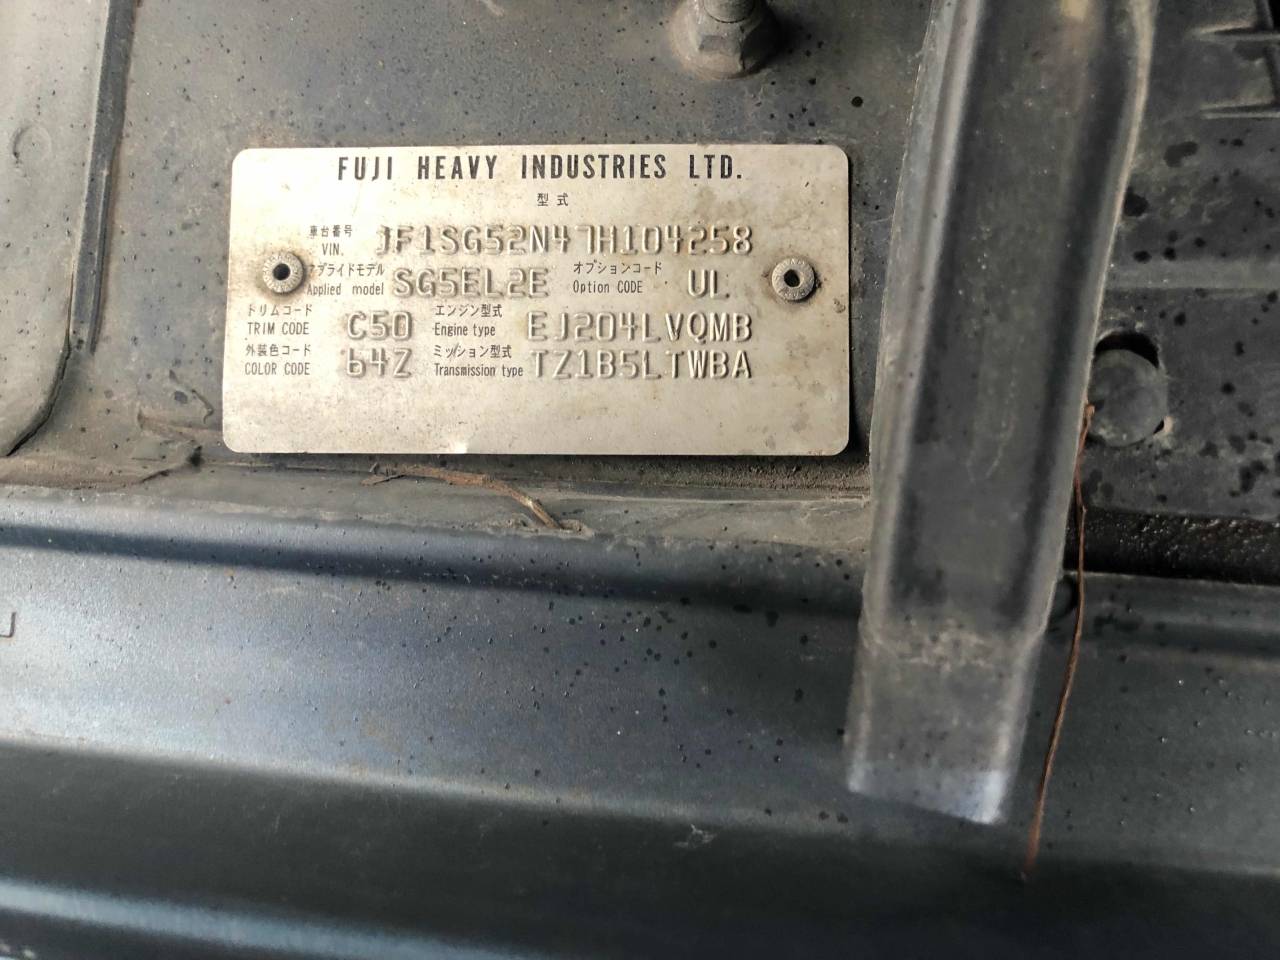 FUJI HEAVY INDUSTRIES LTD.
型式
車台番号
VIN. JF1SG52N47H104258
アプライドモデル
Applied model SG5EL2E オプションコード Option CODE UL
トリムコード
TRIM CODE C50 エンジン型式 Engine type EJ204LVQMB
外装色コード
COLOR CODE 64Z ミッション型式 Transmission type TZ1B5LTWBA